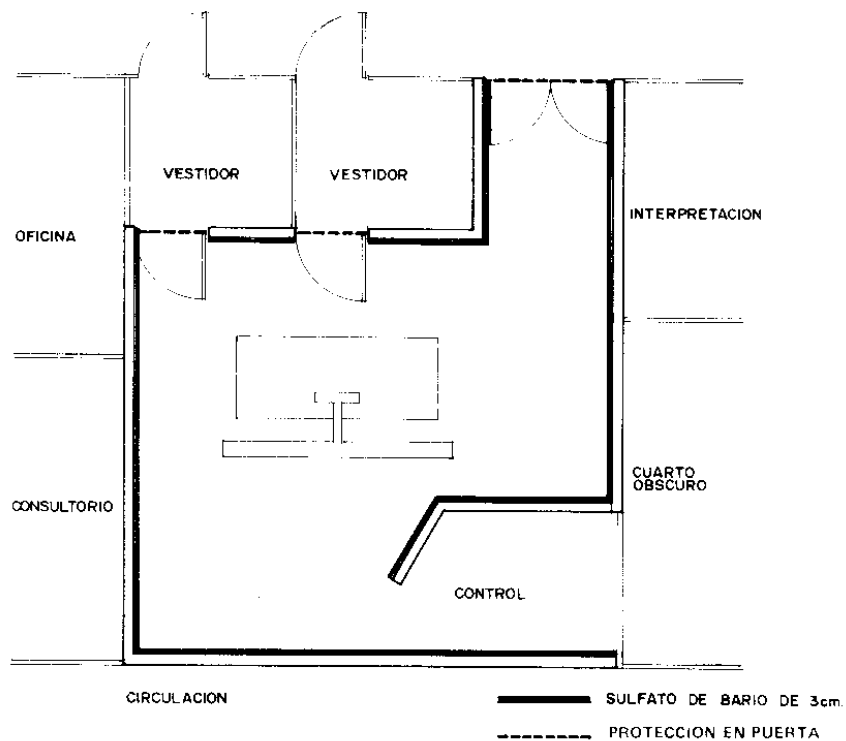 VESTIDOR
VESTIDOR
OFICINA
INTERPRETACION
CONSULTORIO
CUARTO
OBSCURO
CONTROL
CIRCULACION
SULFATO DE BARIO DE 3cm.
PROTECCION EN PUERTA